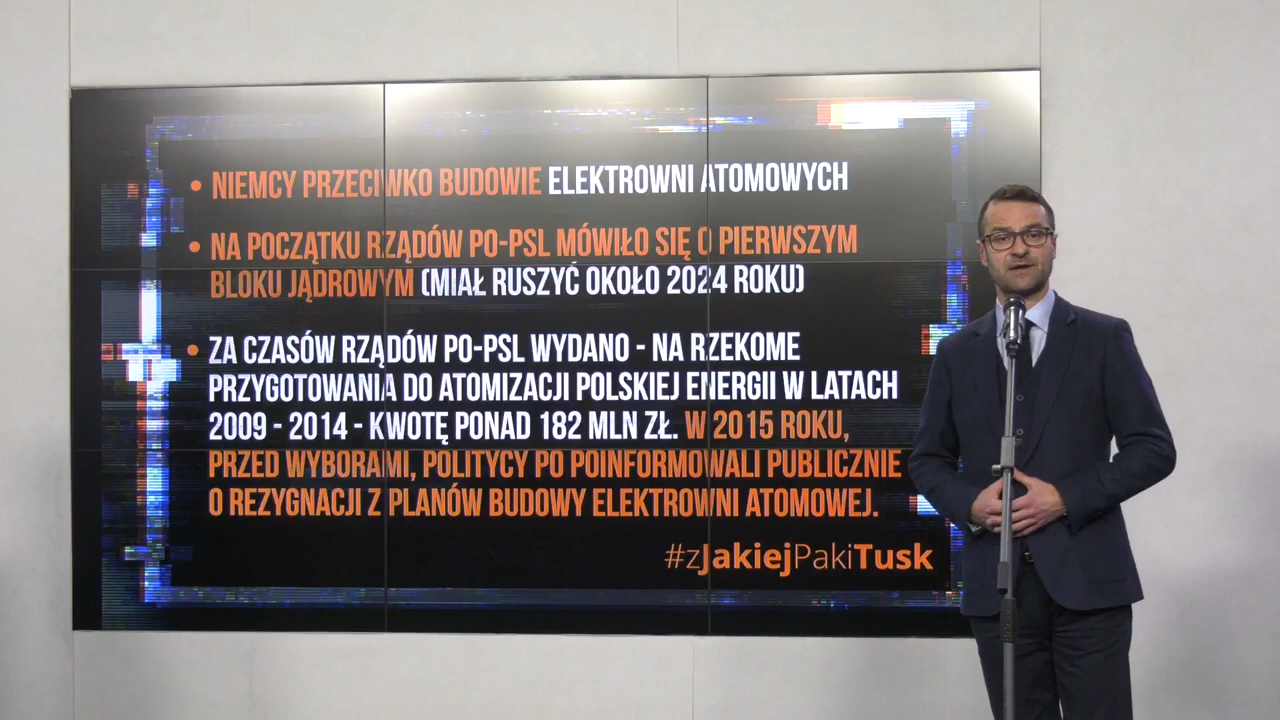 • NIEMCY PRZECIWKO BUDOWIE ELEKTROWNI ATOMOWYCH
• NA POCZĄTKU RZĄDÓW PO-PSL MÓWIŁO SIĘ O PIERWSZYM
BLOKU JĄDROWYM (MIAŁ RUSZYĆ OKOŁO 2024 ROKU)
• ZA CZASÓW RZĄDÓW PO-PSL WYDANO - NA RZEKOME
PRZYGOTOWANIA DO ATOMIZACJI POLSKIEJ ENERGII W LATACH
2009 - 2014 - KWOTĘ PONAD 182 MLN ZŁ. W 2015 ROKU,
PRZED WYBORAMI, POLITYCY PO POINFORMOWALI PUBLICZNIE
O REZYGNACJI Z PLANÓW BUDOWY ELEKTROWNI ATOMOWEJ.
#zJakiejPakiTusk